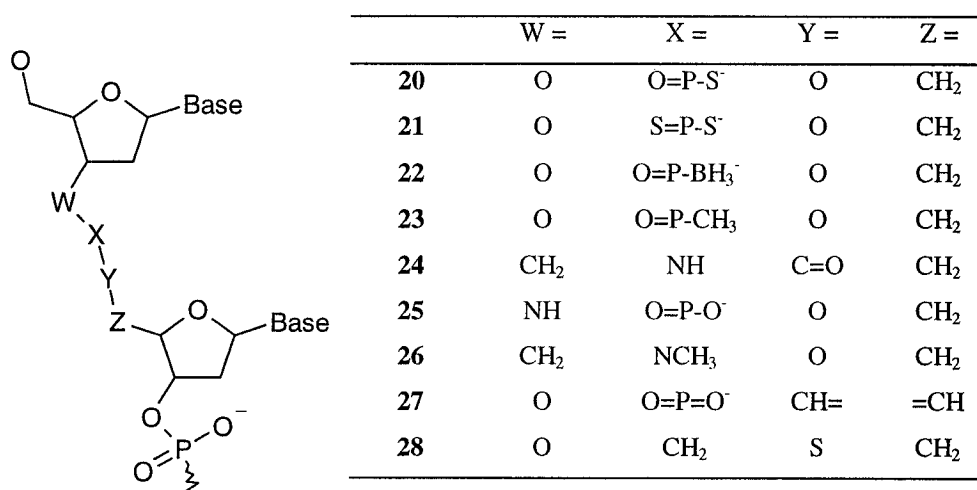 W = X = Y = Z =
20 O O=P-S⁻ O CH₂
21 O S=P-S⁻ O CH₂
22 O O=P-BH₃⁻ O CH₂
23 O O=P-CH₃ O CH₂
24 CH₂ NH C=O CH₂
25 NH O=P-O⁻ O CH₂
26 CH₂ NCH₃ O CH₂
27 O O=P=O⁻ CH= =CH
28 O CH₂ S CH₂
O
O
Base
W
X
Y
Z
O
Base
O
O⁻
P
O